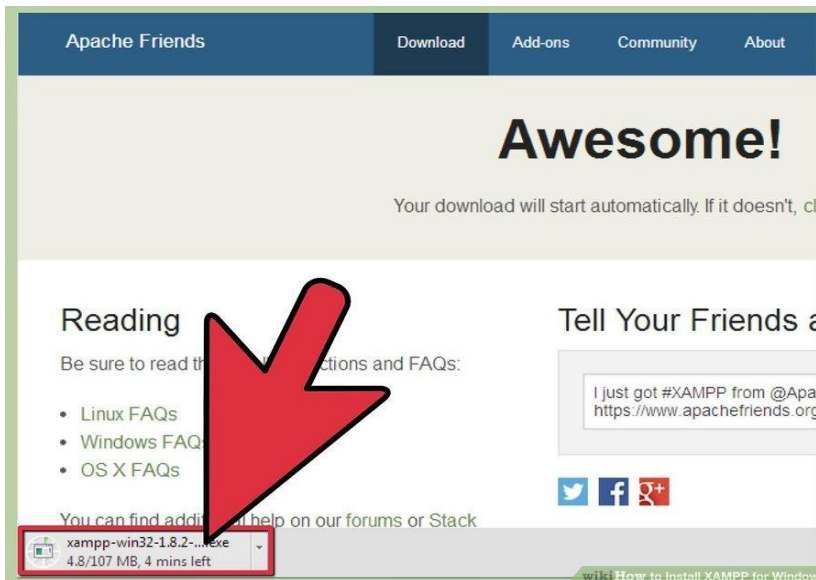 Apache Friends Download Add-ons Community About
Awesome!
Your download will start automatically. If it doesn't, cl
Reading
Be sure to read th ctions and FAQs:
Linux FAQs
Windows FAQ
OS X FAQs
You can find addit l help on our forums or Stack
Tell Your Friends a
I just got #XAMPP from @Apa
https://www.apachefriends.org
xampp-win32-1.8.2-...exe
4.8/107 MB, 4 mins left
wikiHow to Install XAMPP for Window